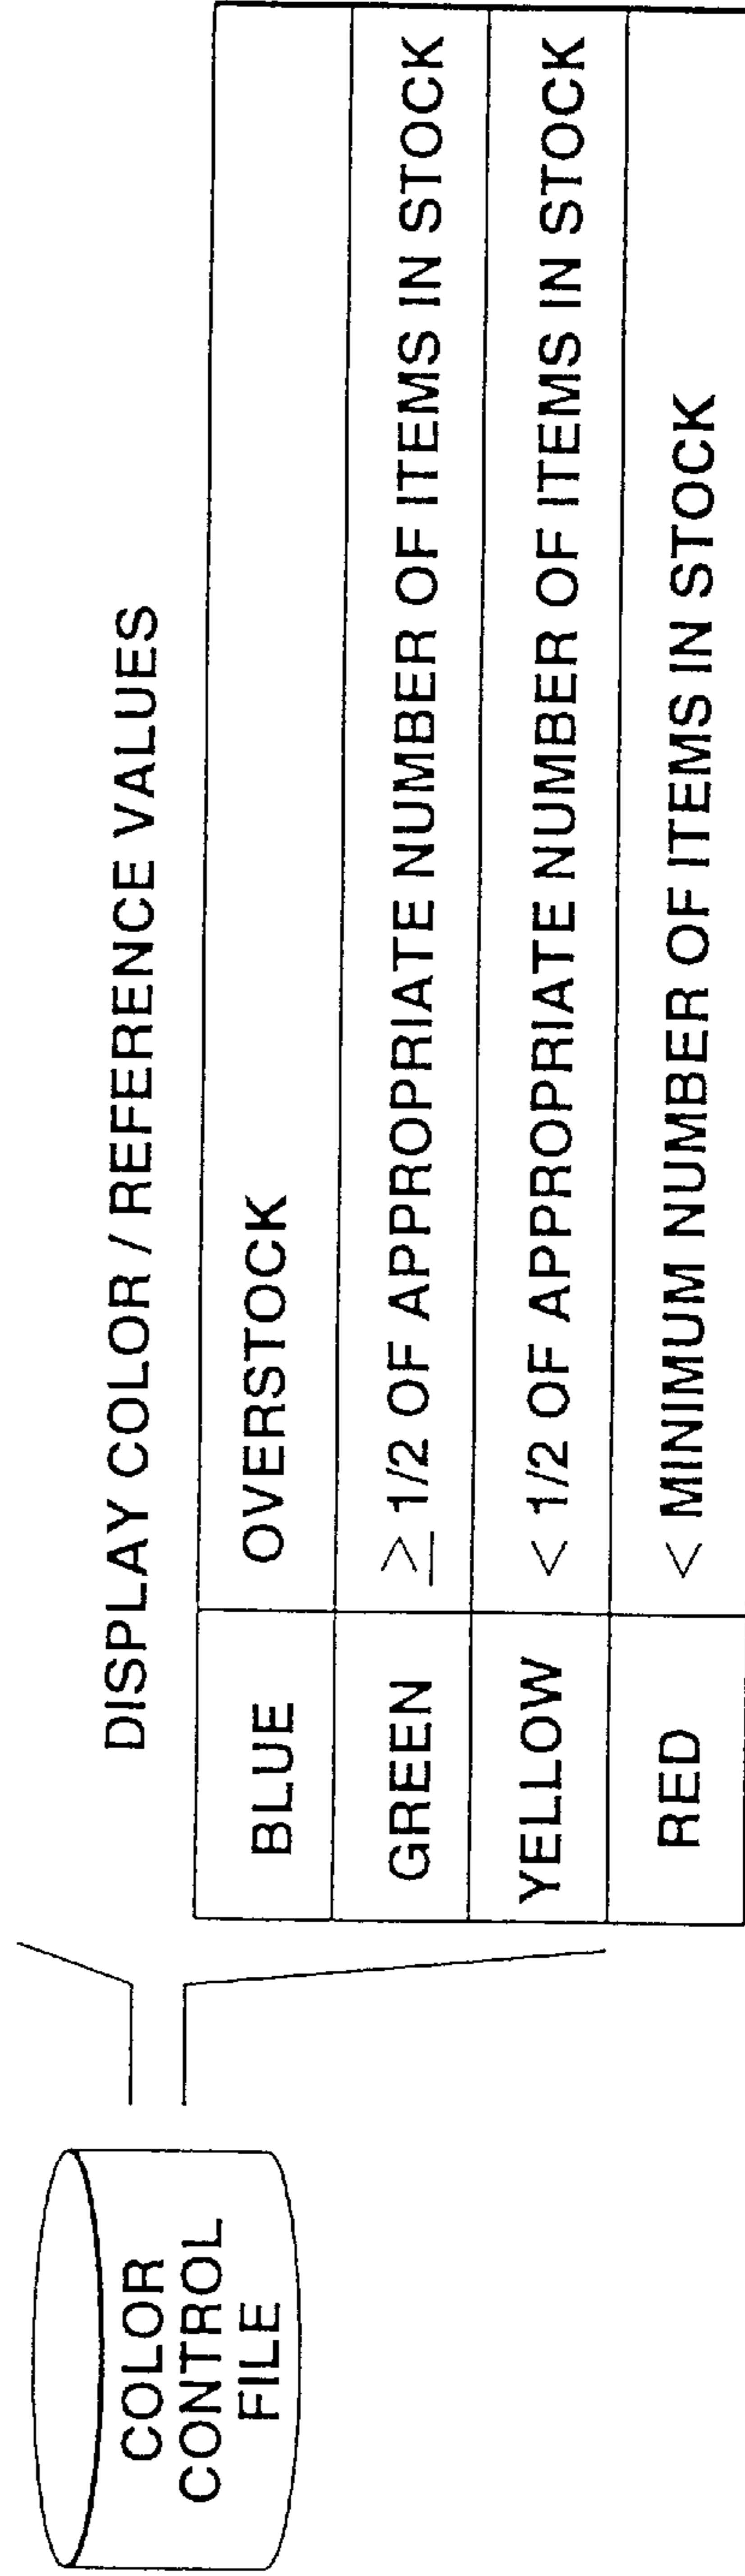 COLOR
CONTROL
FILE
DISPLAY COLOR / REFERENCE VALUES
BLUE OVERSTOCK
GREEN ≥ 1/2 OF APPROPRIATE NUMBER OF ITEMS IN STOCK
YELLOW < 1/2 OF APPROPRIATE NUMBER OF ITEMS IN STOCK
RED < MINIMUM NUMBER OF ITEMS IN STOCK